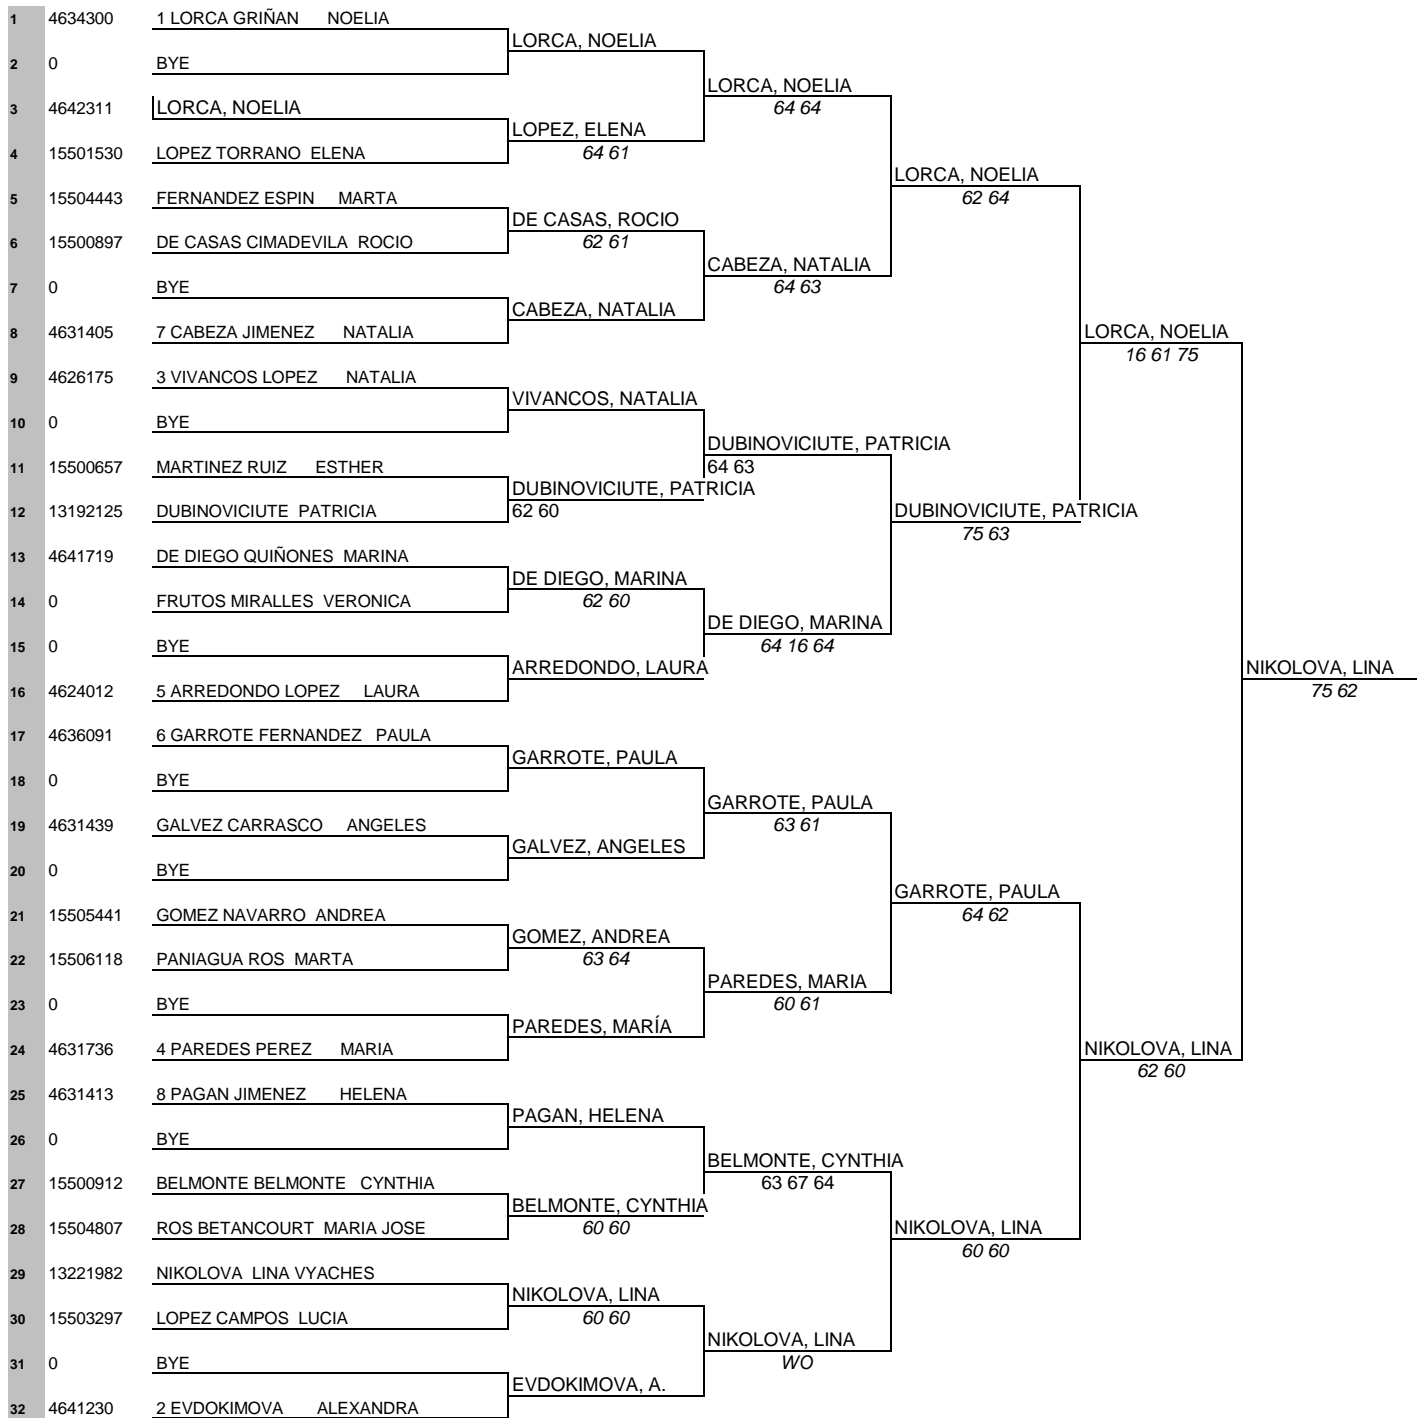 1 4634300 1 LORCA GRIÑAN NOELIA
LORCA, NOELIA
2 0 BYE
LORCA, NOELIA
3 4642311 LORCA, NOELIA
64 64
LOPEZ, ELENA
4 15501530 LOPEZ TORRANO ELENA
64 61
LORCA, NOELIA
5 15504443 FERNANDEZ ESPIN MARTA
62 64
DE CASAS, ROCIO
6 15500897 DE CASAS CIMADEVILA ROCIO
62 61
CABEZA, NATALIA
7 0 BYE
64 63
CABEZA, NATALIA
8 4631405 7 CABEZA JIMENEZ NATALIA
LORCA, NOELIA
16 61 75
9 4626175 3 VIVANCOS LOPEZ NATALIA
VIVANCOS, NATALIA
10 0 BYE
DUBINOVICIUTE, PATRICIA
11 15500657 MARTINEZ RUIZ ESTHER
64 63
DUBINOVICIUTE, PATRICIA
12 13192125 DUBINOVICIUTE PATRICIA
62 60
DUBINOVICIUTE, PATRICIA
75 63
13 4641719 DE DIEGO QUIÑONES MARINA
DE DIEGO, MARINA
14 0 FRUTOS MIRALLES VERONICA
62 60
DE DIEGO, MARINA
15 0 BYE
64 16 64
ARREDONDO, LAURA
NIKOLOVA, LINA
16 4624012 5 ARREDONDO LOPEZ LAURA
75 62
17 4636091 6 GARROTE FERNANDEZ PAULA
GARROTE, PAULA
18 0 BYE
GARROTE, PAULA
19 4631439 GALVEZ CARRASCO ANGELES
63 61
GALVEZ, ANGELES
20 0 BYE
GARROTE, PAULA
21 15505441 GOMEZ NAVARRO ANDREA
64 62
GOMEZ, ANDREA
22 15506118 PANIAGUA ROS MARTA
63 64
PAREDES, MARIA
23 0 BYE
60 61
PAREDES, MARÍA
24 4631736 4 PAREDES PEREZ MARIA
NIKOLOVA, LINA
62 60
25 4631413 8 PAGAN JIMENEZ HELENA
PAGAN, HELENA
26 0 BYE
BELMONTE, CYNTHIA
27 15500912 BELMONTE BELMONTE CYNTHIA
63 67 64
BELMONTE, CYNTHIA
28 15504807 ROS BETANCOURT MARIA JOSE
60 60
NIKOLOVA, LINA
60 60
29 13221982 NIKOLOVA LINA VYACHES
NIKOLOVA, LINA
30 15503297 LOPEZ CAMPOS LUCIA
60 60
NIKOLOVA, LINA
31 0 BYE
WO
EVDOKIMOVA, A.
32 4641230 2 EVDOKIMOVA ALEXANDRA